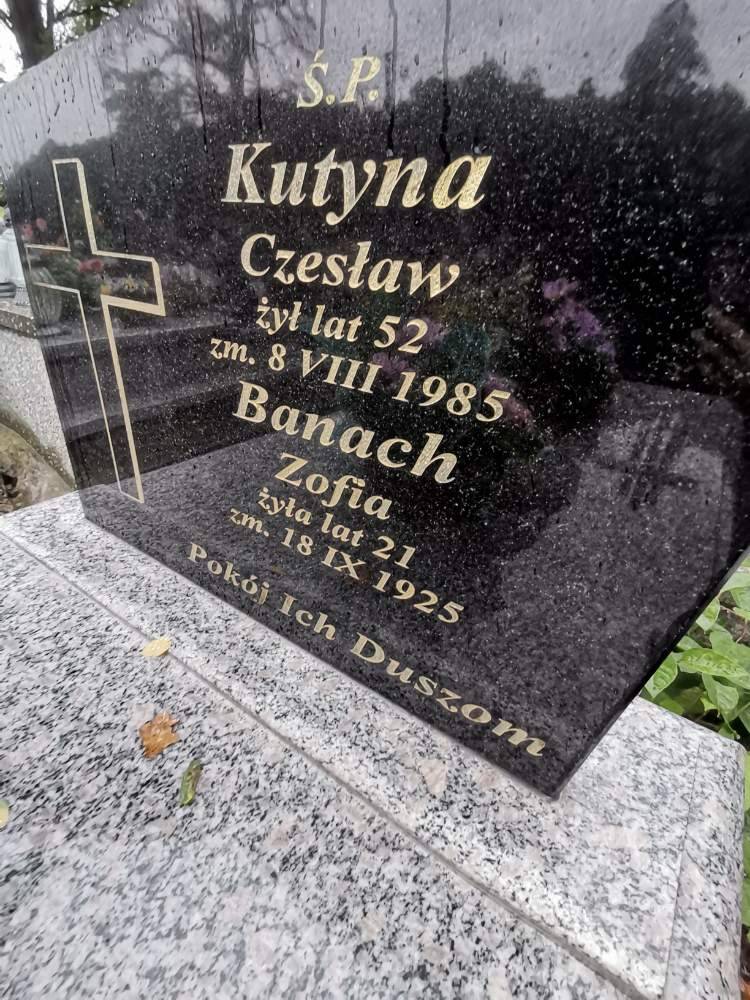 Ś.P.
Kutyna
Czesław
żył lat 52
zm. 8 VIII 1985
Banach
Zofia
żyła lat 21
zm. 18 IX 1925
Pokój Ich Duszom